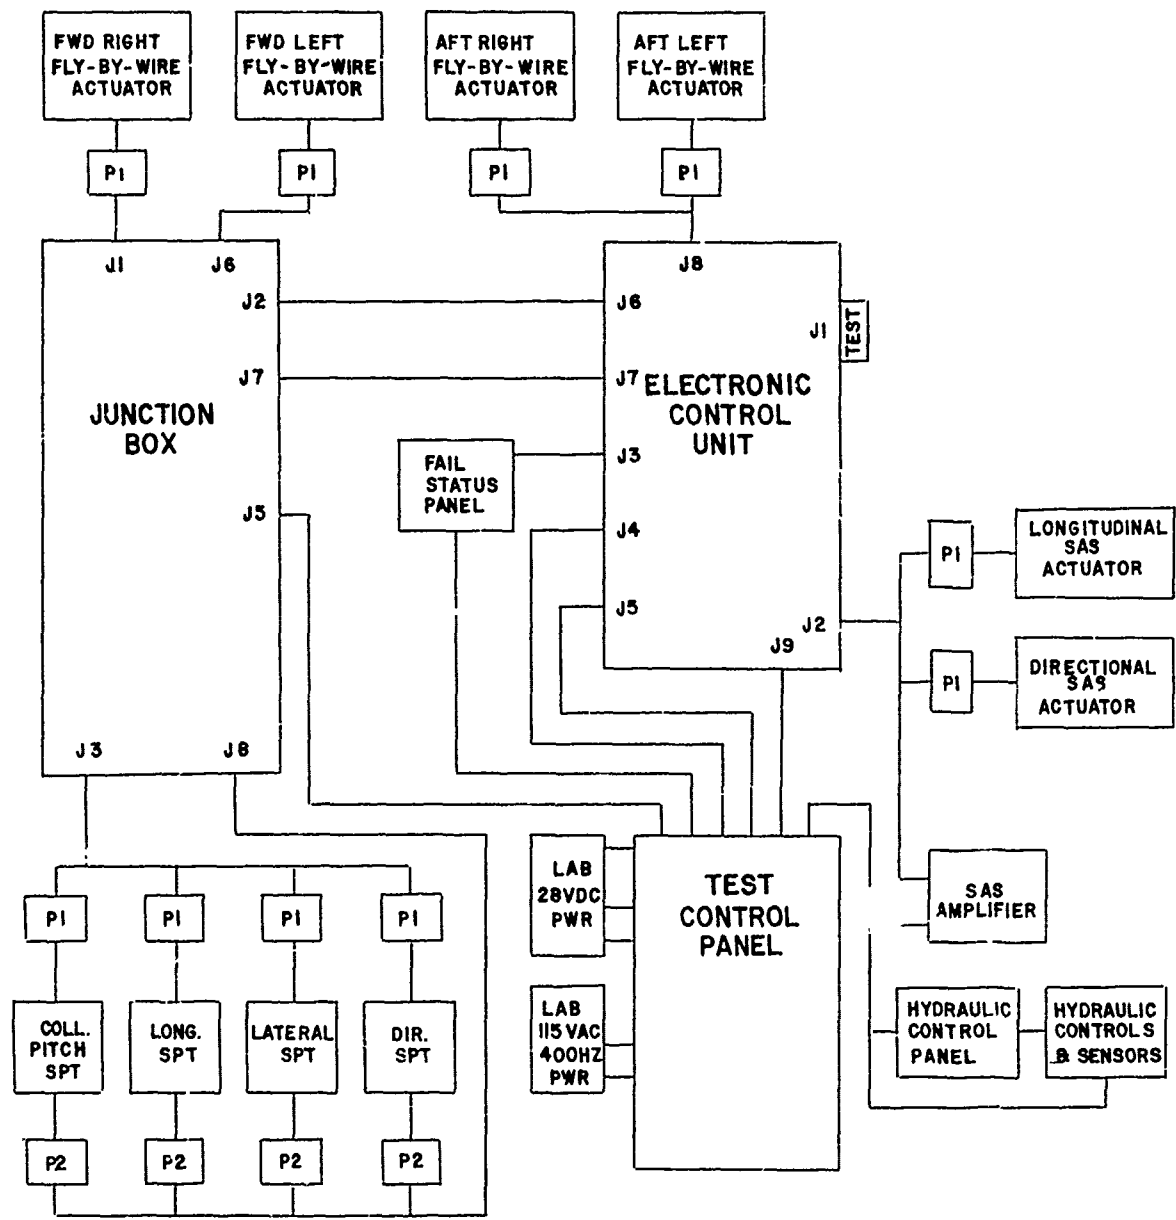 FWD RIGHT
FLY-BY-WIRE
ACTUATOR
FWD LEFT
FLY-BY-WIRE
ACTUATOR
AFT RIGHT
FLY-BY-WIRE
ACTUATOR
AFT LEFT
FLY-BY-WIRE
ACTUATOR
P1
P1
P1
P1
J1
J6
J2
J7
JUNCTION
BOX
J5
J3
J8
J8
J6
J1
TEST
J7
ELECTRONIC
CONTROL
UNIT
J3
J4
J5
J2
J9
FAIL
STATUS
PANEL
P1
LONGITUDINAL
SAS
ACTUATOR
P1
DIRECTIONAL
SAS
ACTUATOR
LAB
28VDC
PWR
TEST
CONTROL
PANEL
SAS
AMPLIFIER
P1
P1
P1
P1
COLL.
PITCH
SPT
LONG.
SPT
LATERAL
SPT
DIR.
SPT
LAB
115 VAC
400HZ
PWR
HYDRAULIC
CONTROL
PANEL
HYDRAULIC
CONTROLS
& SENSORS
P2
P2
P2
P2